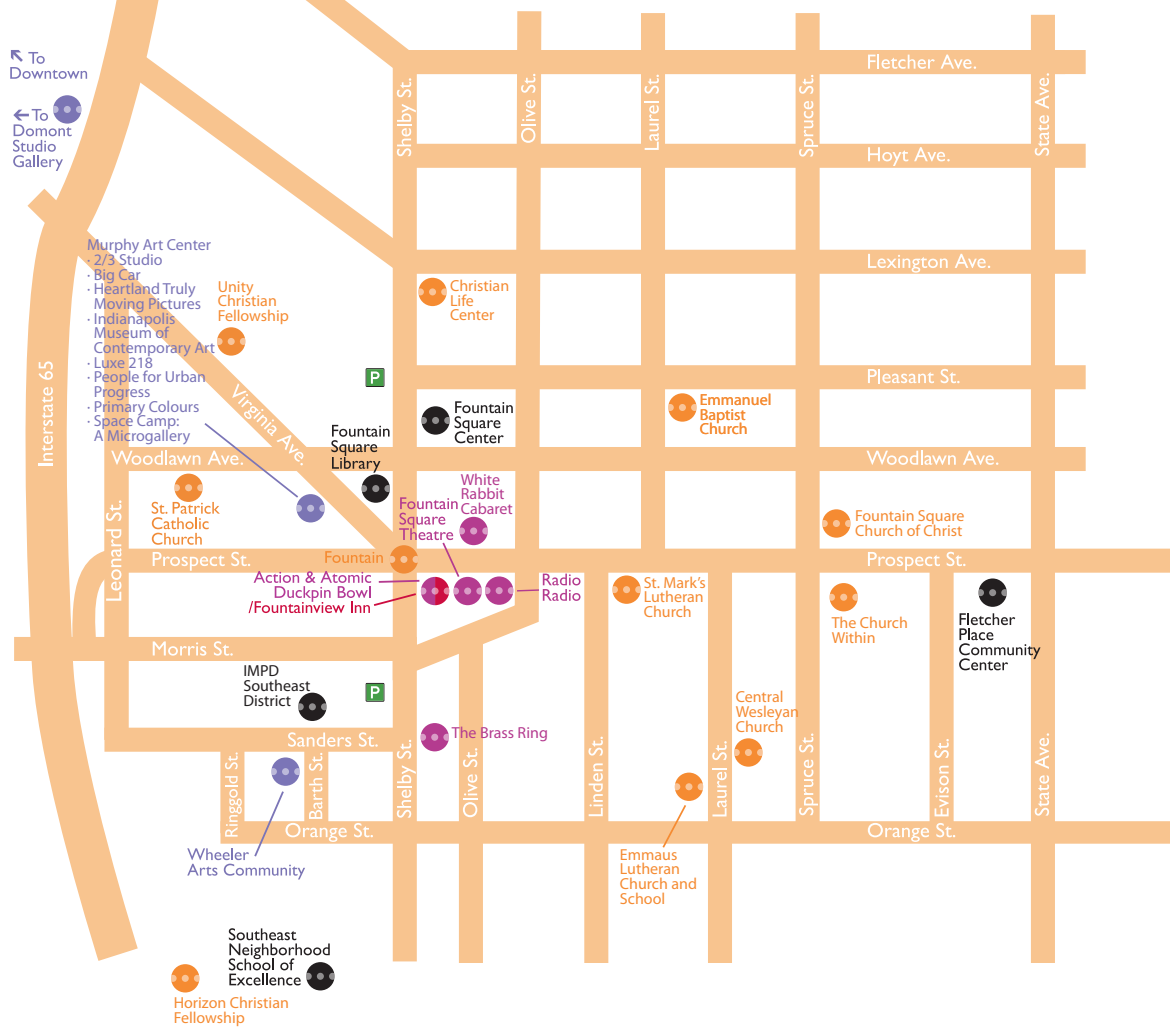 To
Downtown
To
Domont
Studio
Gallery
Fletcher Ave.
Shelby St.
Olive St.
Laurel St.
Spruce St.
State Ave.
Hoyt Ave.
Murphy Art Center
· 2/3 Studio
· Big Car
· Heartland Truly
Moving Pictures
· Indianapolis
Museum of
Contemporary Art
· Luxe 218
· People for Urban
Progress
· Primary Colours
· Space Camp:
A Microgallery
Unity
Christian
Fellowship
Lexington Ave.
Christian
Life
Center
Interstate 65
Virginia Ave.
P
Pleasant St.
Emmanuel
Baptist
Church
Fountain
Square
Center
Fountain
Square
Library
Woodlawn Ave.
Woodlawn Ave.
St. Patrick
Catholic
Church
Leonard St.
White
Rabbit
Cabaret
Fountain
Square
Theatre
Fountain Square
Church of Christ
Prospect St.
Fountain
Prospect St.
Action & Atomic
Duckpin Bowl
/Fountainview Inn
Radio
Radio
St. Mark's
Lutheran
Church
The Church
Within
Fletcher
Place
Community
Center
Morris St.
IMPD
Southeast
District
P
Central
Wesleyan
Church
Sanders St.
The Brass Ring
Ringgold St.
Barth St.
Shelby St.
Olive St.
Linden St.
Laurel St.
Spruce St.
Evison St.
State Ave.
Orange St.
Orange St.
Wheeler
Arts Community
Emmaus
Lutheran
Church and
School
Southeast
Neighborhood
School of
Excellence
Horizon Christian
Fellowship